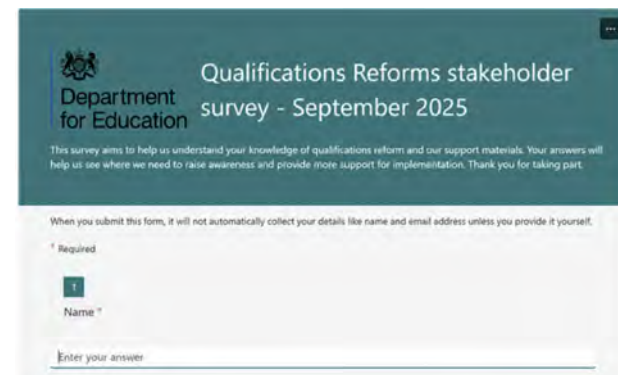 Department
for Education
Qualifications Reforms stakeholder
survey - September 2025
This survey aims to help us understand your knowledge of qualifications reform and our support materials. Your answers will
help us see where we need to raise awareness and provide more support for implementation. Thank you for taking part.
When you submit this form, it will not automatically collect your details like name and email address unless you provide it yourself.
* Required
1
Name *
Enter your answer